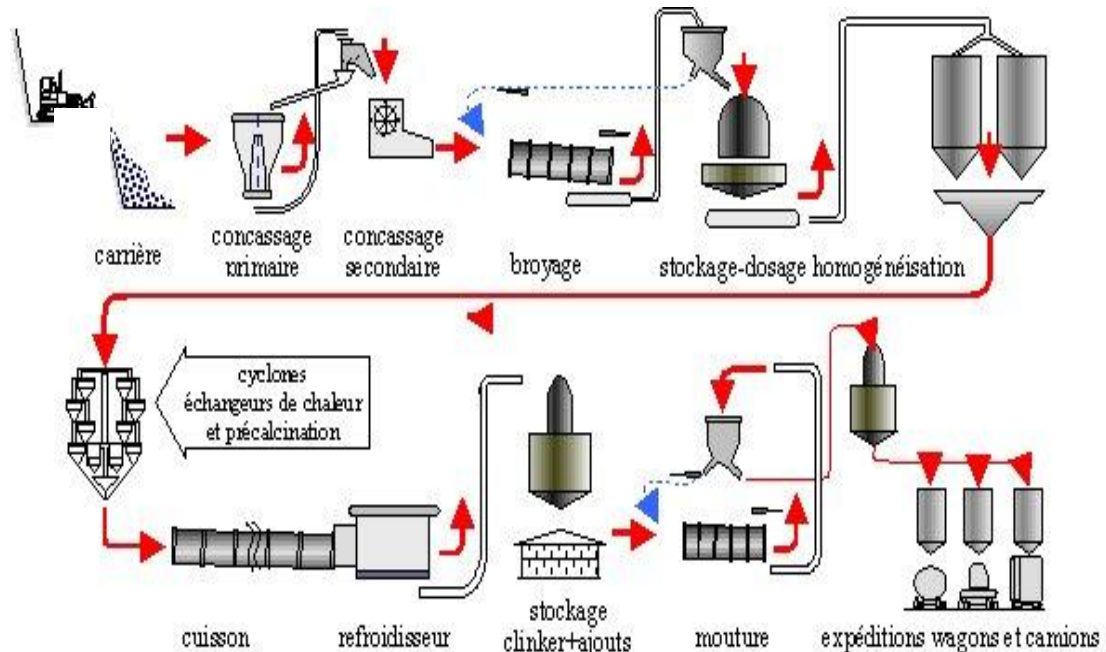 carrière
concassage
primaire
concassage
secondaire
broyage
stockage-dosage homogénéisation
cyclones
échangeurs de chaleur
et précalcination
cuisson
refroidisseur
stockage
clinker+ajouts
mouture
expéditions wagons et camions